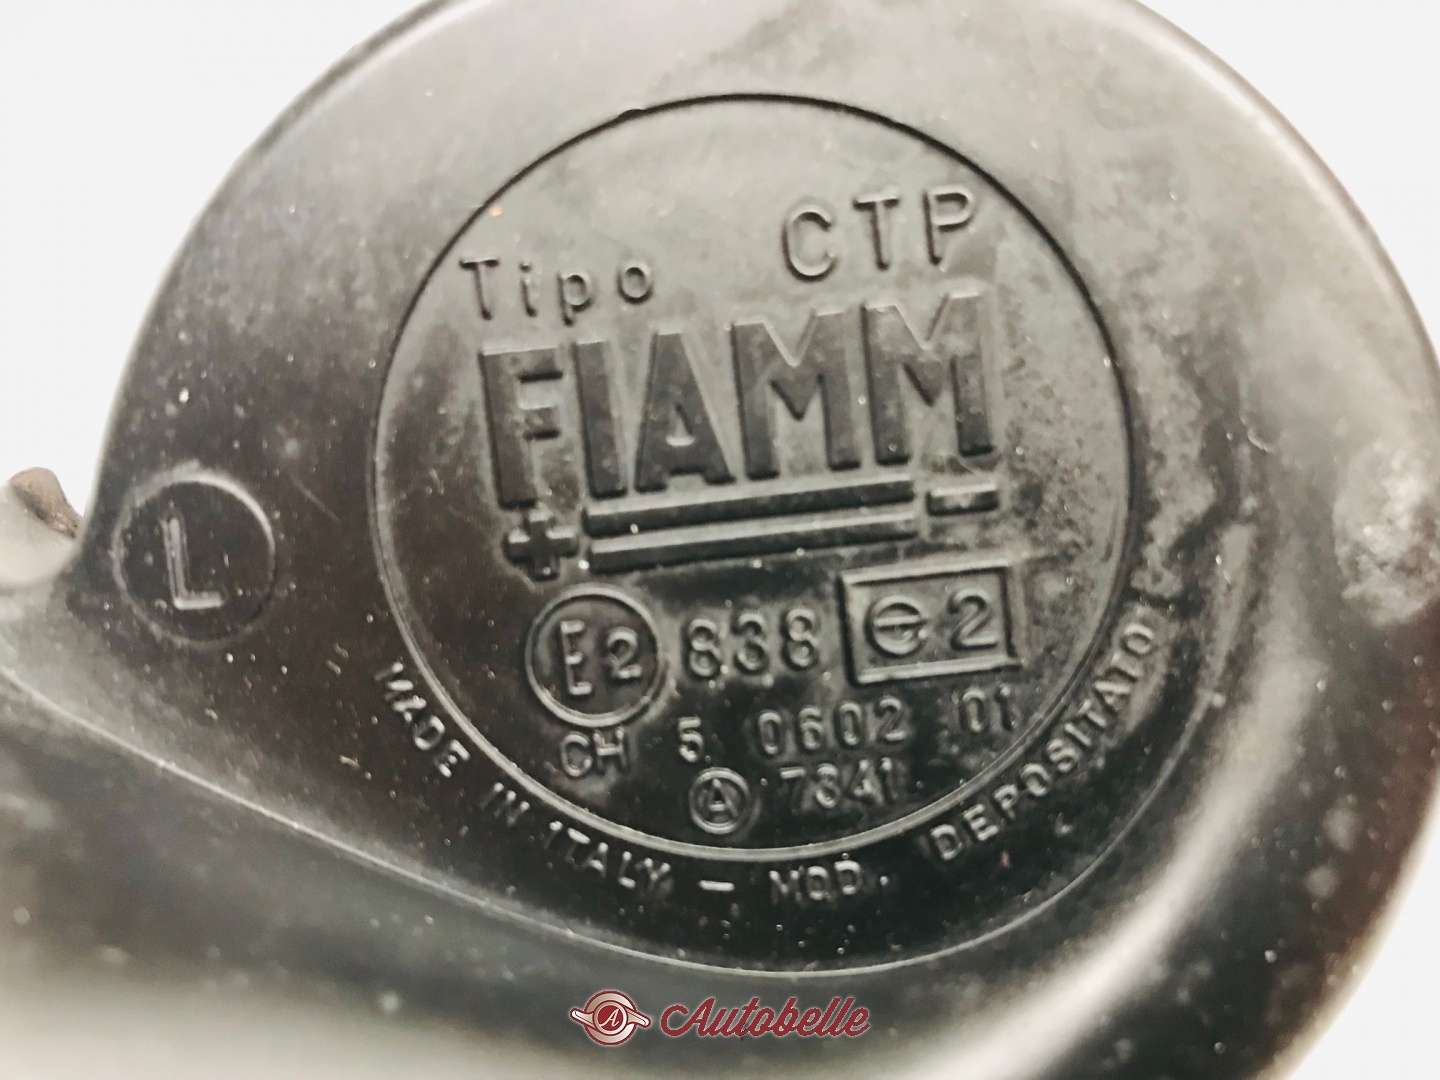 Tipo CTP
FIAMM
+ -
L
E2 838 e2
CH 5 0602 01
A 7841
MADE IN ITALY - MOD. DEPOSITATO
A Autobelle